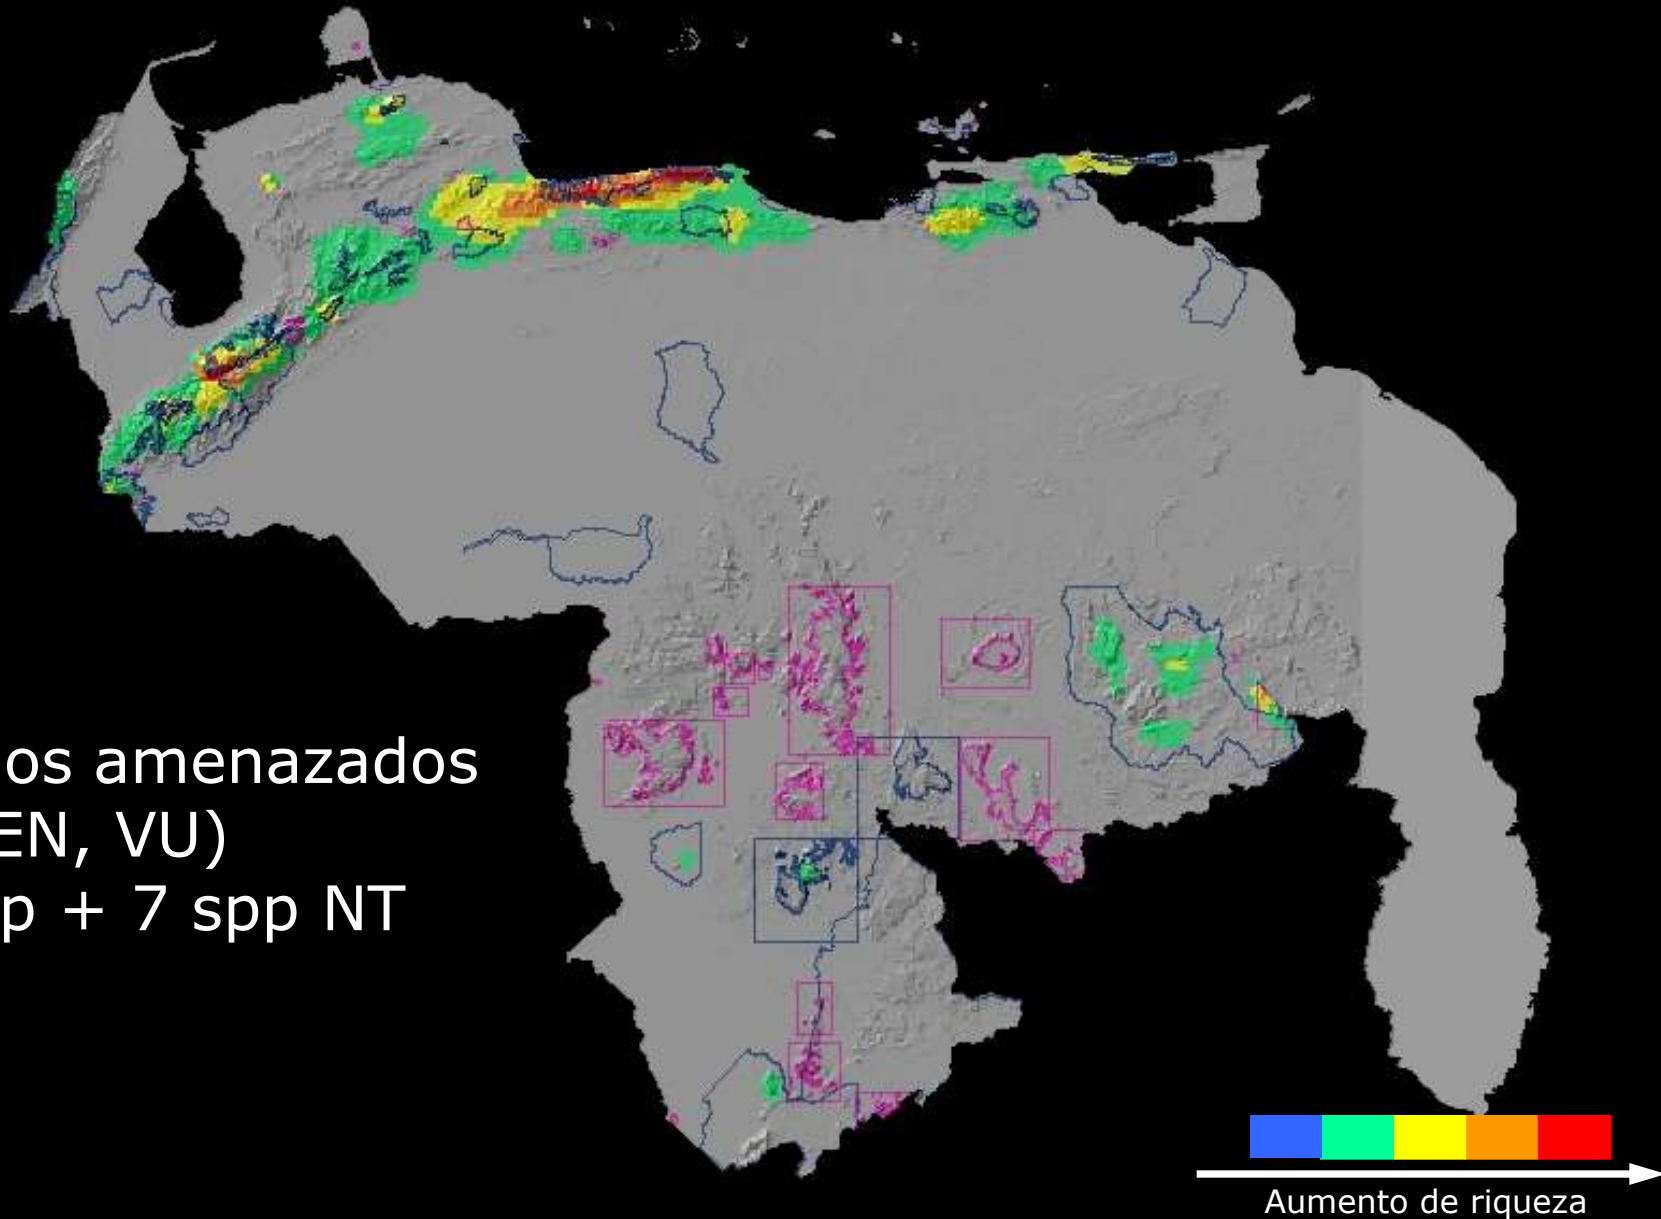 os amenazados
EN, VU)
p + 7 spp NT
Aumento de riqueza